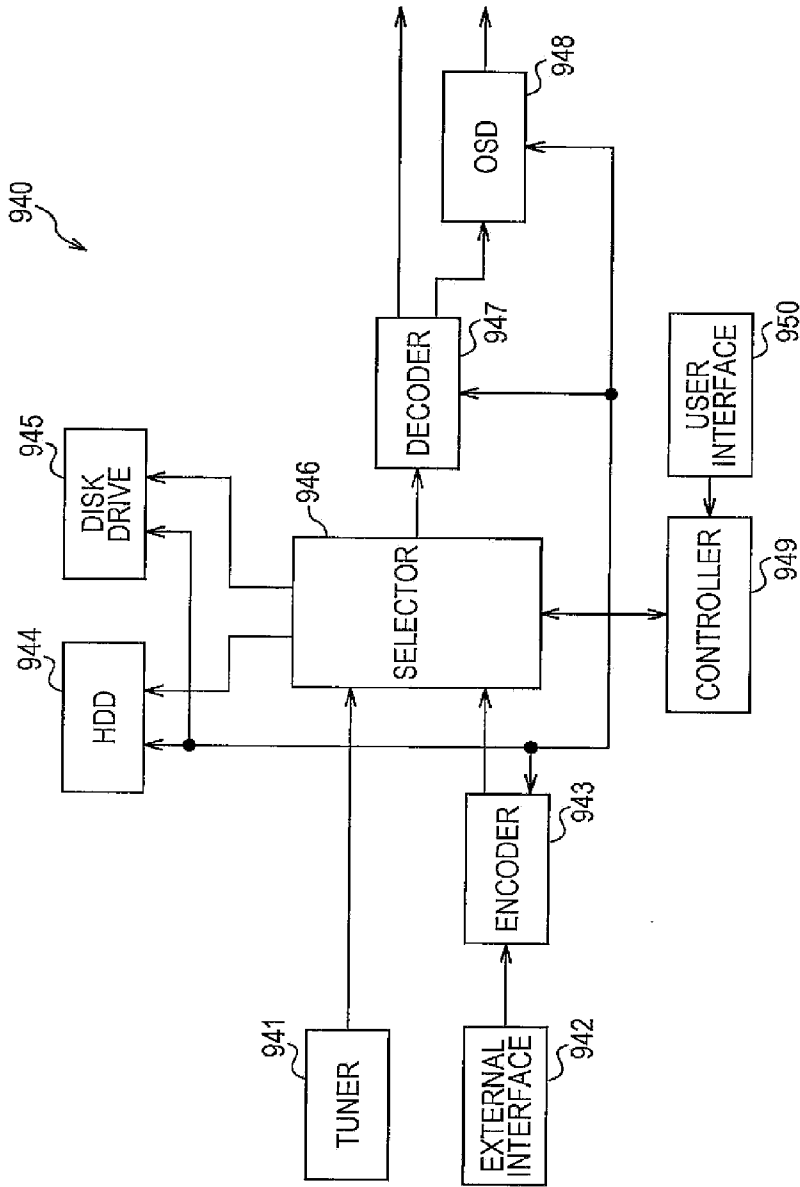 940
944
HDD
945
DISK
DRIVE
941
TUNER
946
SELECTOR
947
DECODER
948
OSD
942
EXTERNAL
INTERFACE
943
ENCODER
949
CONTROLLER
950
USER
INTERFACE